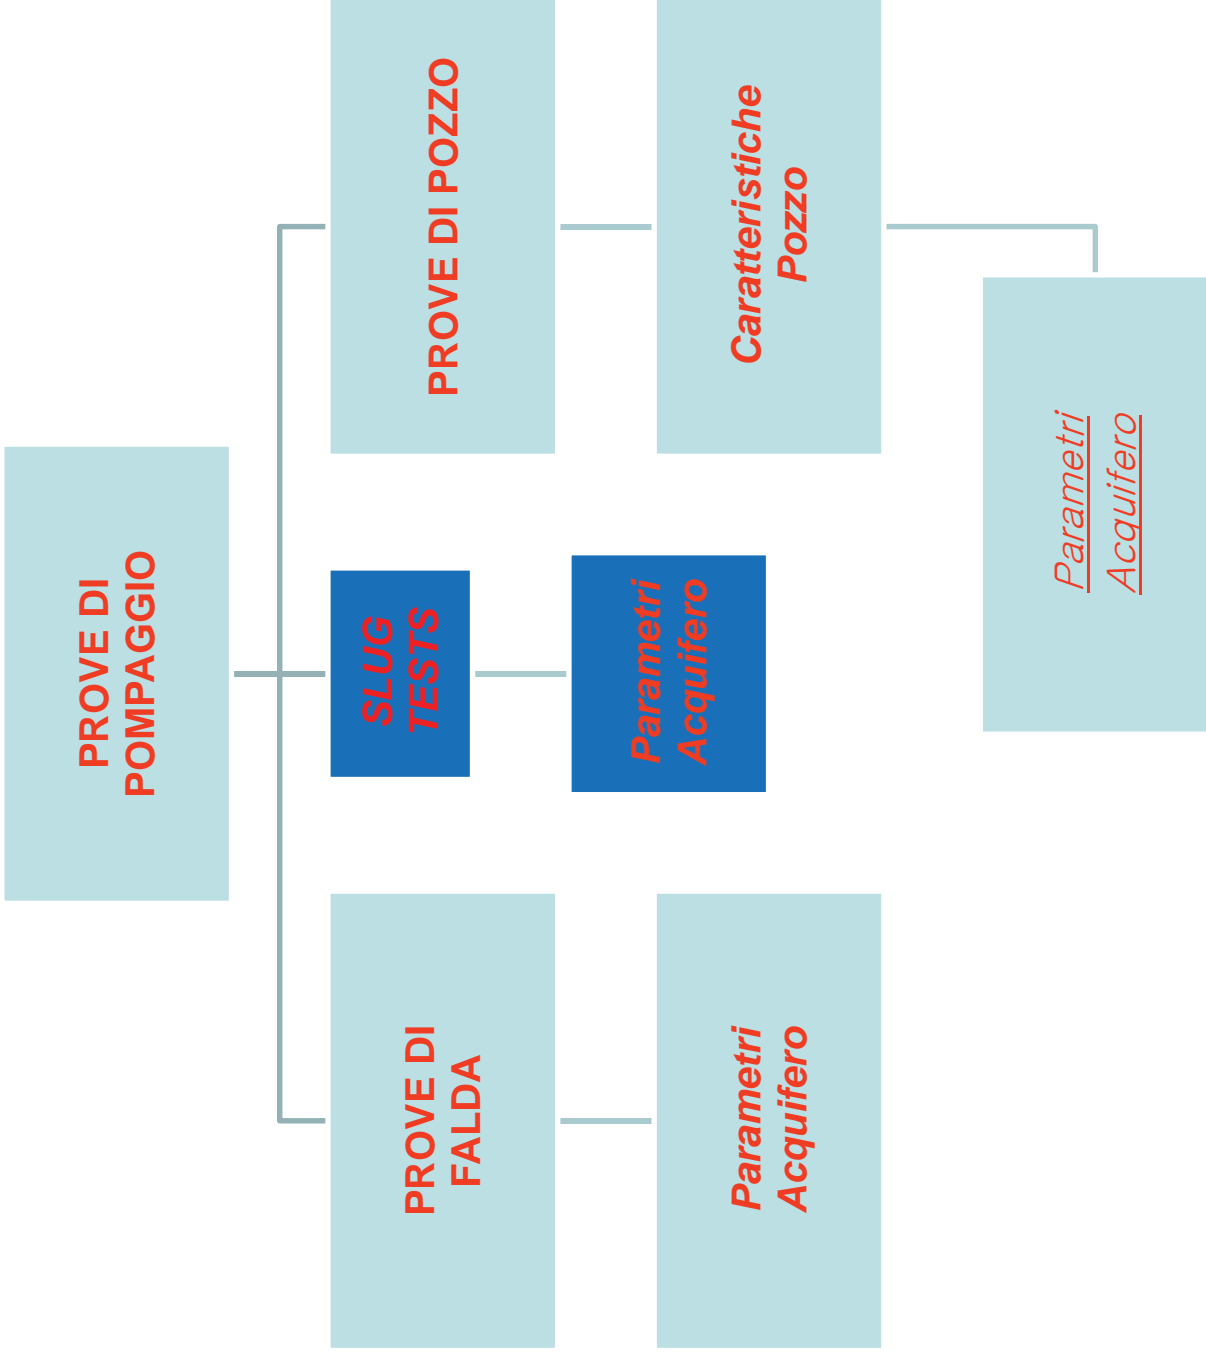 PROVE DI
POMPAGGIO
PROVE DI
FALDA
SLUG
TESTS
PROVE DI POZZO
Parametri
Acquifero
Parametri
Acquifero
Caratteristiche
Pozzo
Parametri
Acquifero